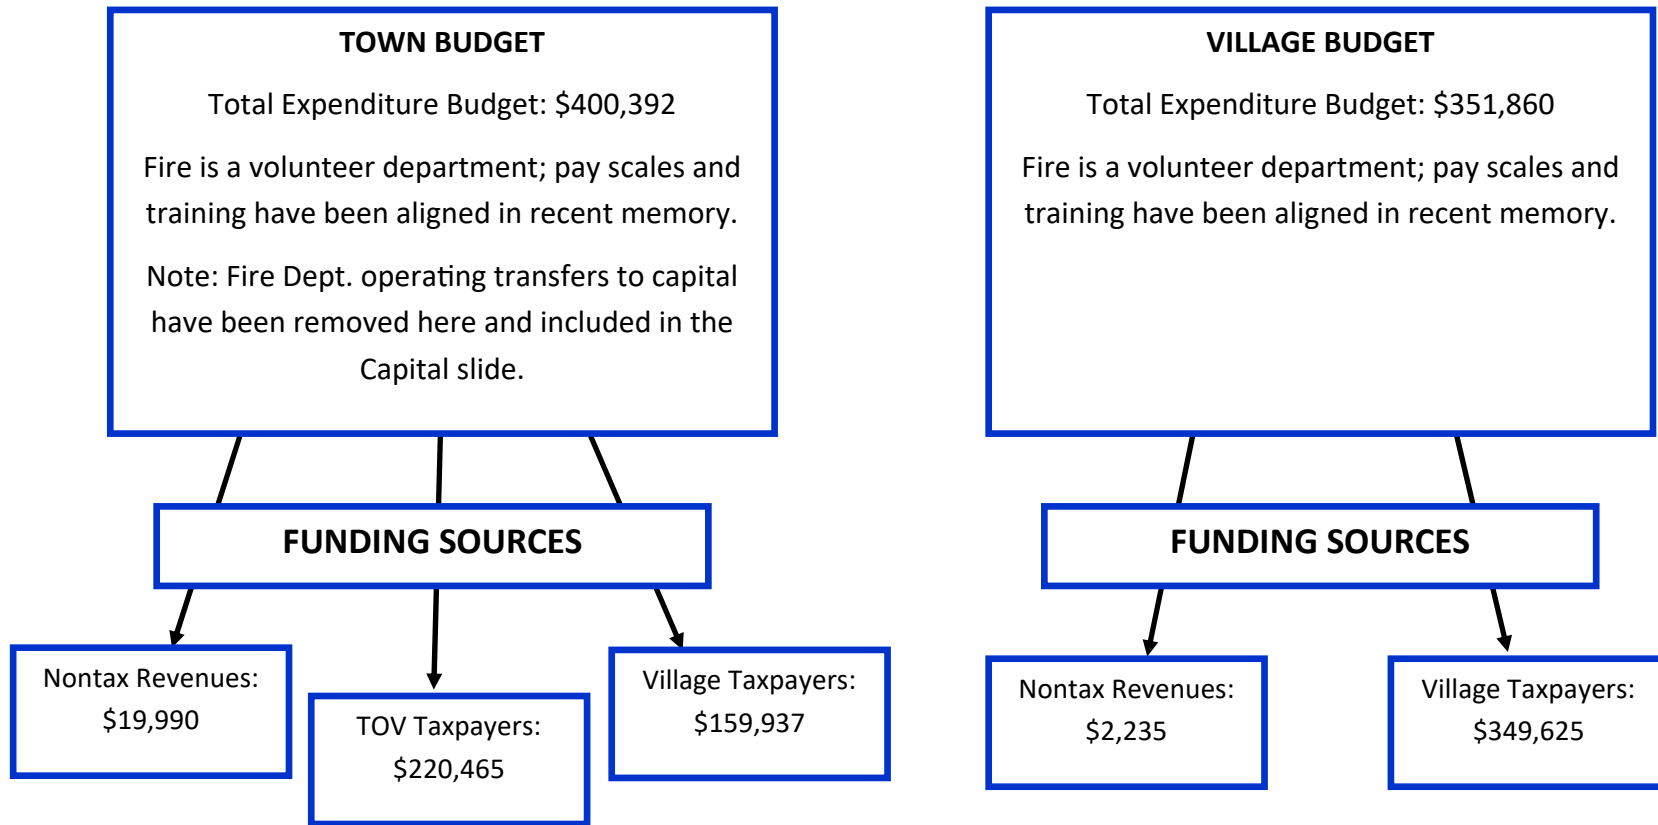 TOWN BUDGET
Total Expenditure Budget: $400,392
Fire is a volunteer department; pay scales and
training have been aligned in recent memory.
Note: Fire Dept. operating transfers to capital
have been removed here and included in the
Capital slide.
FUNDING SOURCES
Nontax Revenues:
$19,990
TOV Taxpayers:
$220,465
Village Taxpayers:
$159,937
VILLAGE BUDGET
Total Expenditure Budget: $351,860
Fire is a volunteer department; pay scales and
training have been aligned in recent memory.
FUNDING SOURCES
Nontax Revenues:
$2,235
Village Taxpayers:
$349,625